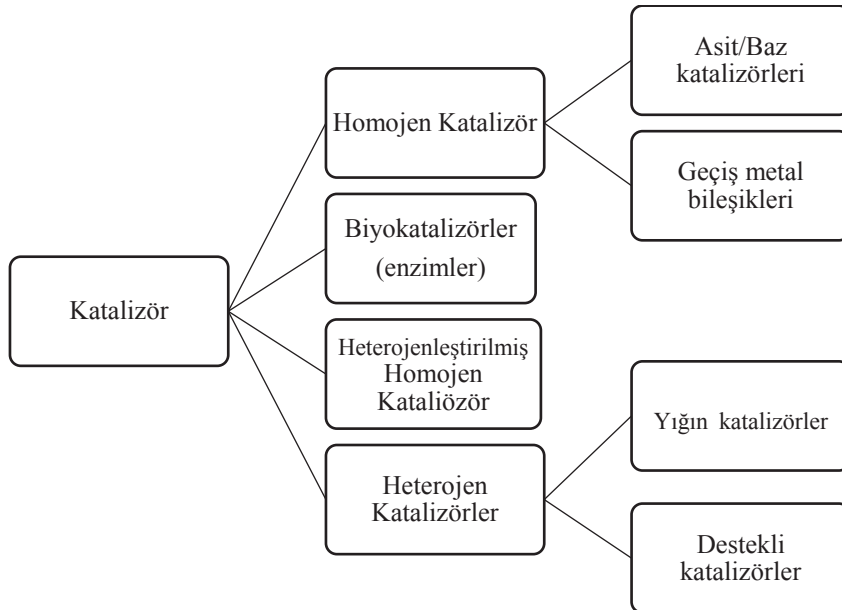 Katalizör
Homojen Katalizör
Asit/Baz
katalizörleri
Geçiş metal
bileşikleri
Biyokatalizörler
(enzimler)
Heterojenleştirilmiş
Homojen
Kataliözör
Heterojen
Katalizörler
Yığın katalizörler
Destekli
katalizörler